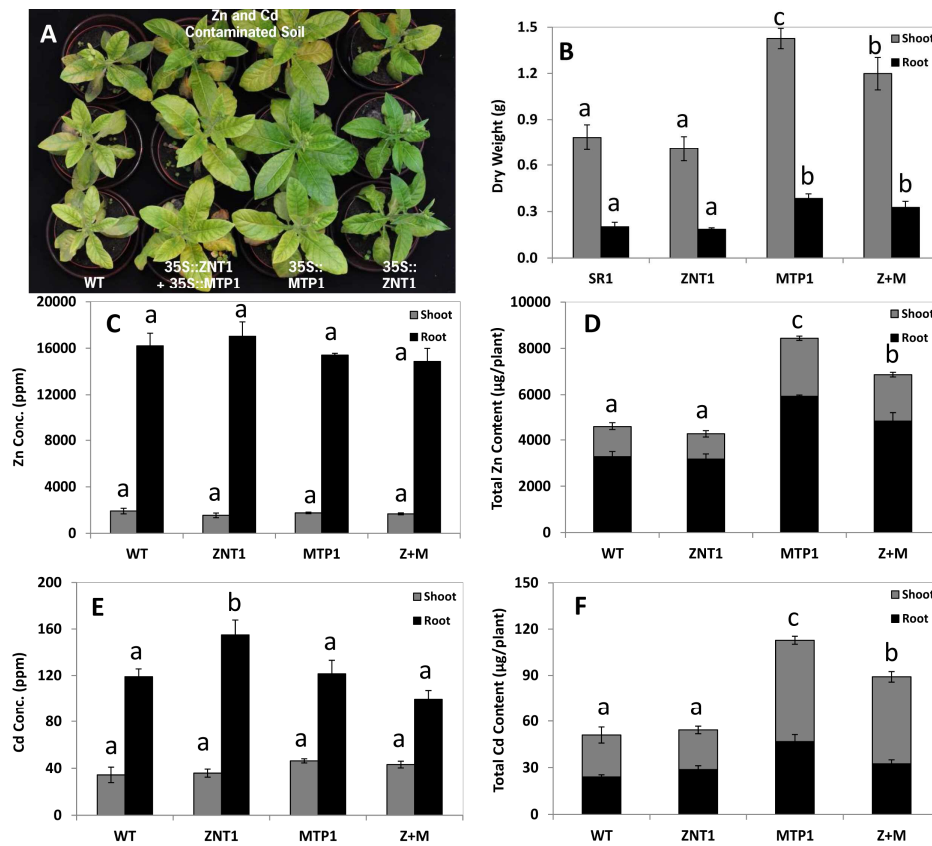 A
Zn and Cd
Contaminated Soil
WT
35S::ZNT1
+ 35S::MTP1
35S::
MTP1
35S::
ZNT1
B
Dry Weight (g)
1.5
1.2
0.9
0.6
0.3
0.0
a
a
a
a
c
b
b
b
Shoot
Root
SR1 ZNT1 MTP1 Z+M
C
Zn Conc. (ppm)
20000
16000
12000
8000
4000
0
a
a
a
a
a
a
a
a
Shoot
Root
WT ZNT1 MTP1 Z+M
D
Total Zn Content (µg/plant)
10000
8000
6000
4000
2000
0
a
a
c
b
Shoot
Root
WT ZNT1 MTP1 Z+M
E
Cd Conc. (ppm)
200
160
120
80
40
0
a
a
a
b
a
a
a
a
Shoot
Root
WT ZNT1 MTP1 Z+M
F
Total Cd Content (µg/plant)
150
120
90
60
30
0
a
a
c
b
Shoot
Root
WT ZNT1 MTP1 Z+M